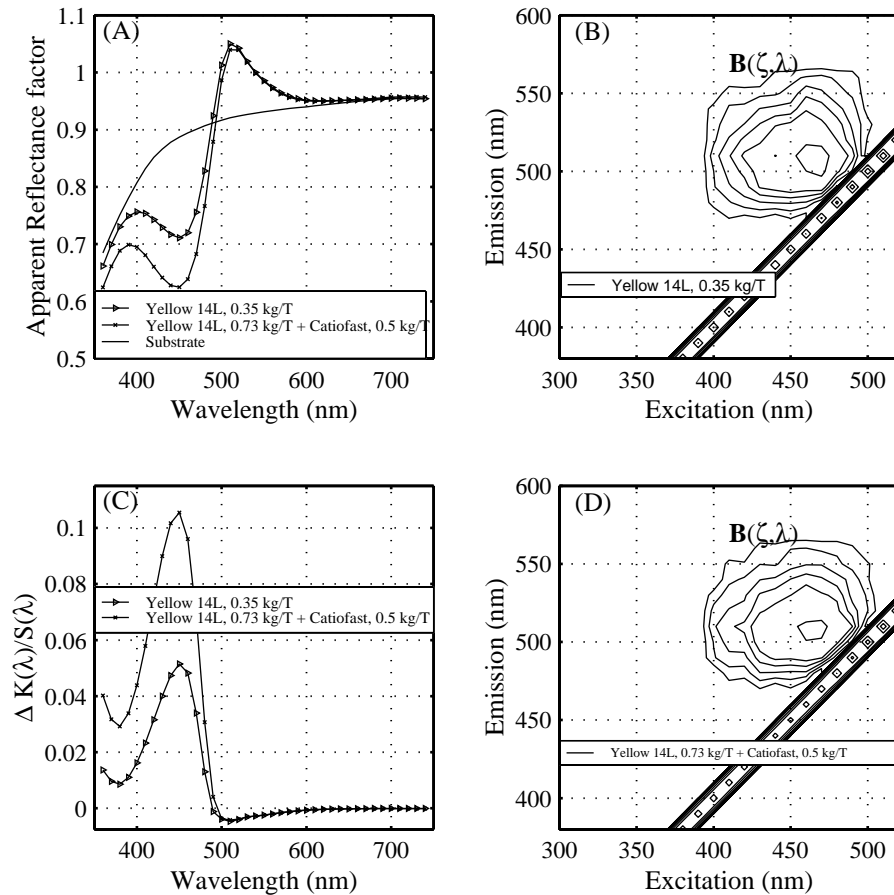 (A)
1.1
1
0.9
0.8
0.7
0.6
0.5
Apparent Reflectance factor
Yellow 14L, 0.35 kg/T
Yellow 14L, 0.73 kg/T + Catiofast, 0.5 kg/T
Substrate
400 500 600 700
Wavelength (nm)
(B)
B(ζ,λ)
600
550
500
450
400
Emission (nm)
Yellow 14L, 0.35 kg/T
300 350 400 450 500
Excitation (nm)
(C)
0.1
0.08
0.06
0.04
0.02
0
Δ K(λ)/S(λ)
Yellow 14L, 0.35 kg/T
Yellow 14L, 0.73 kg/T + Catiofast, 0.5 kg/T
400 500 600 700
Wavelength (nm)
(D)
B(ζ,λ)
600
550
500
450
400
Emission (nm)
Yellow 14L, 0.73 kg/T + Catiofast, 0.5 kg/T
300 350 400 450 500
Excitation (nm)